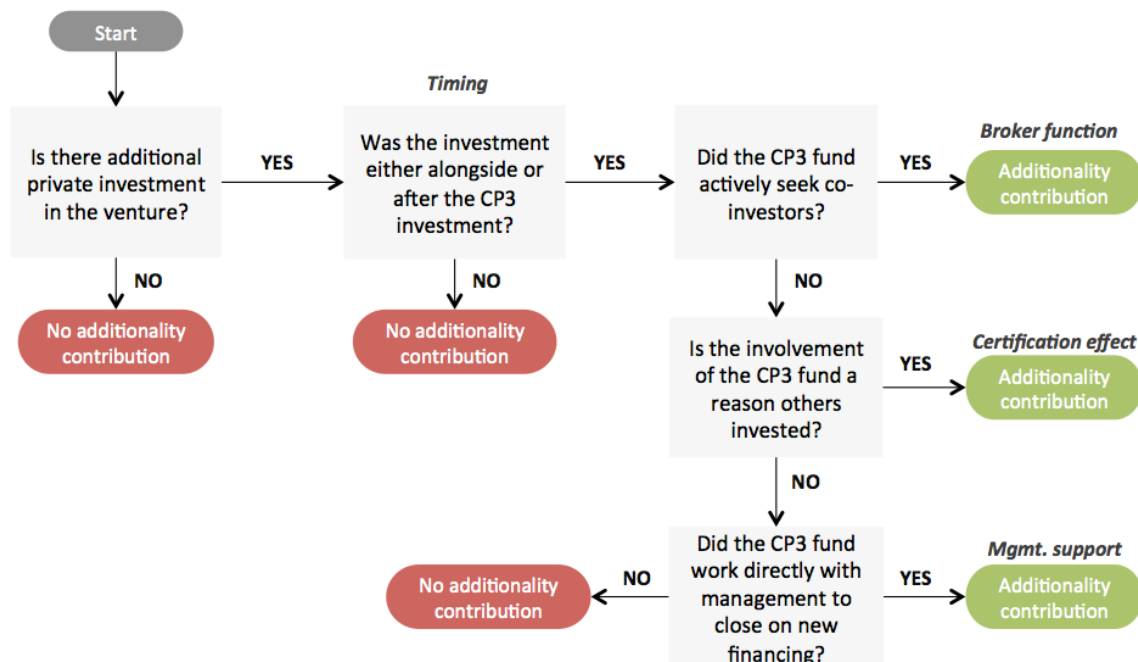 Start
Timing
Is there additional
private investment
in the venture?
YES
Was the investment
either alongside or
after the CP3
investment?
YES
Did the CP3 fund
actively seek co-
investors?
YES
Broker function
Additionality
contribution
NO
No additionality
contribution
NO
No additionality
contribution
NO
Is the involvement
of the CP3 fund a
reason others
invested?
YES
Certification effect
Additionality
contribution
NO
Did the CP3 fund
work directly with
management to
close on new
financing?
NO
No additionality
contribution
YES
Mgmt. support
Additionality
contribution